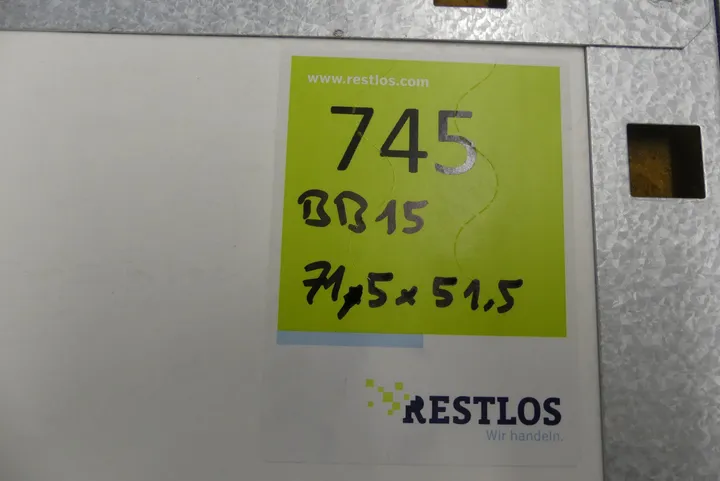 www.restlos.com
745
BB15
71,5 x 51,5
RESTLOS
Wir handeln.